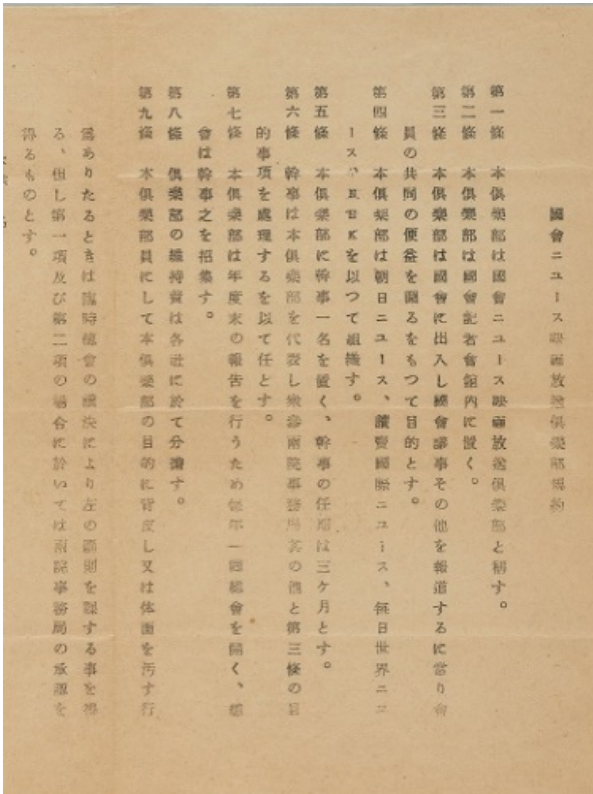 國會ニユース映画放送俱樂部規約
第一條　本俱樂部は國會ニユース映画放送俱樂部と稱す。
第二條　本俱樂部は國會記者會館內に置く。
第三條　本俱樂部は國會に出入し國會議事その他を報道するに當り會
員の共同の便益を圖るをもつて目的とす。
第四條　本俱樂部は朝日ニユース、讀賣國際ニユース、每日世界ニユ
ース、ＮＨＫを以つて組織す。
第五條　本俱樂部に幹事一名を置く、幹事の任期は三ケ月とす。
第六條　幹事は本俱樂部を代表し衆參兩院事務局其の他と第三條の目
的事項を處理するを以て任とす。
第七條　本俱樂部は年度末の報告を行うため每年一回總會を開く、總
會は幹事之を招集す。
第八條　俱樂部の維持費は各社に於て分擔す。
第九條　本俱樂部員にして本俱樂部の目的に背反し又は体面を汚す行
爲ありたるときは臨時總會の議決により左の罰則を課する事を得
る、但し第一項及び第二項の場合に於いては兩院事務局の承認を
得るものとす。